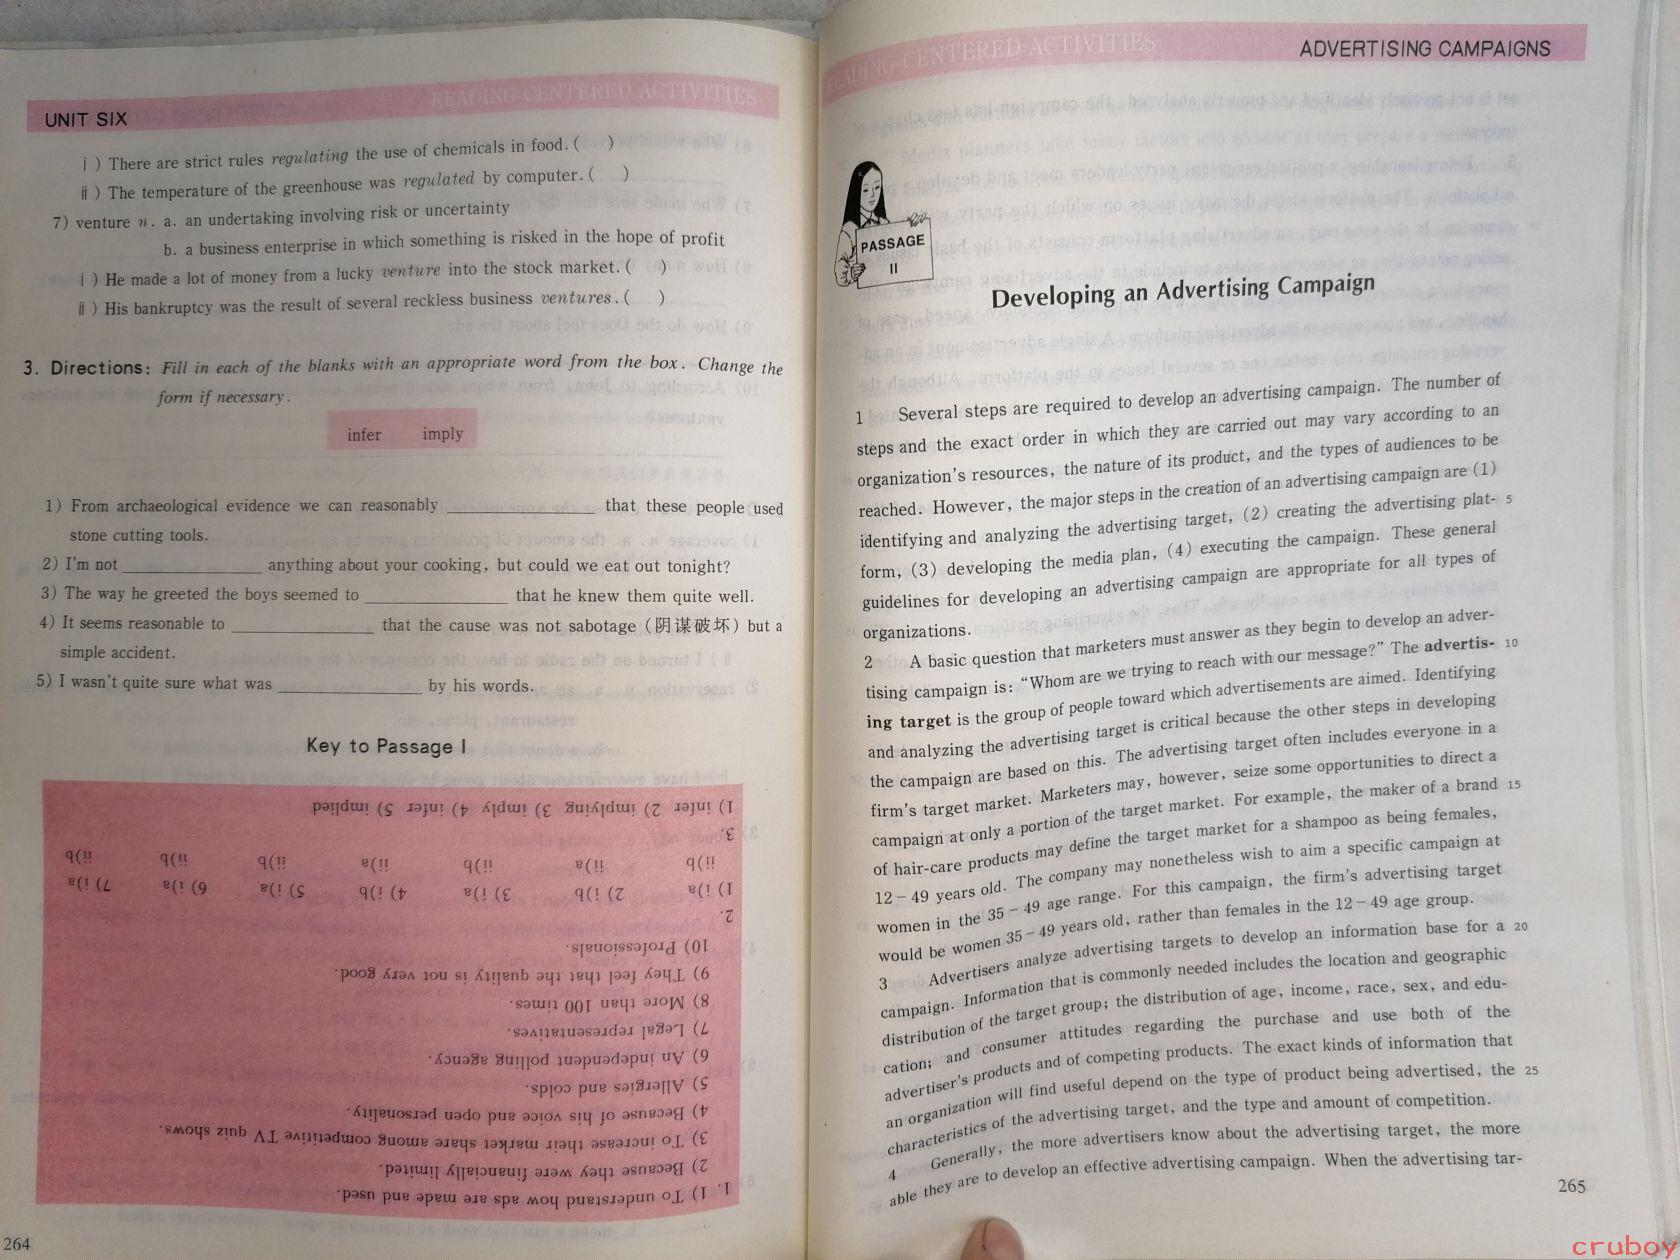 READING-CENTERED ACTIVITIES
UNIT SIX
ⅰ) There are strict rules regulating the use of chemicals in food. (    )
ⅱ) The temperature of the greenhouse was regulated by computer. (    )
7) venture n. a. an undertaking involving risk or uncertainty
b. a business enterprise in which something is risked in the hope of profit
ⅰ) He made a lot of money from a lucky venture into the stock market. (    )
ⅱ) His bankruptcy was the result of several reckless business ventures. (    )
3. Directions: Fill in each of the blanks with an appropriate word from the box. Change the
form if necessary.
infer imply
1) From archaeological evidence we can reasonably ____________ that these people used
stone cutting tools.
2) I'm not ____________ anything about your cooking, but could we eat out tonight?
3) The way he greeted the boys seemed to ____________ that he knew them quite well.
4) It seems reasonable to ____________ that the cause was not sabotage (阴谋破坏) but a
simple accident.
5) I wasn't quite sure what was ____________ by his words.
Key to Passage I
1. 1) To understand how ads are made and used.
2) Because they were financially limited.
3) To increase their market share among competitive TV quiz shows.
4) Because of his voice and open personality.
5) Allergies and colds.
6) An independent polling agency.
7) Legal representatives.
8) More than 100 times.
9) They feel that the quality is not very good.
10) Professionals.
2.
1) i)a 2) i)b 3) i)a 4) i)b 5) i)a 6) i)a 7) i)a
ii)b ii)a ii)b ii)a ii)b ii)b ii)b
3.
1) infer 2) implying 3) imply 4) infer 5) implied
264
READING-CENTERED ACTIVITIES
ADVERTISING CAMPAIGNS
PASSAGE
II
Developing an Advertising Campaign
1 Several steps are required to develop an advertising campaign. The number of
steps and the exact order in which they are carried out may vary according to an
organization's resources, the nature of its product, and the types of audiences to be
reached. However, the major steps in the creation of an advertising campaign are (1)
identifying and analyzing the advertising target, (2) creating the advertising plat- 5
form, (3) developing the media plan, (4) executing the campaign. These general
guidelines for developing an advertising campaign are appropriate for all types of
organizations.
2 A basic question that marketers must answer as they begin to develop an adver-
tising campaign is: "Whom are we trying to reach with our message?" The advertis- 10
ing target is the group of people toward which advertisements are aimed. Identifying
and analyzing the advertising target is critical because the other steps in developing
the campaign are based on this. The advertising target often includes everyone in a
firm's target market. Marketers may, however, seize some opportunities to direct a
campaign at only a portion of the target market. For example, the maker of a brand 15
of hair-care products may define the target market for a shampoo as being females,
12 – 49 years old. The company may nonetheless wish to aim a specific campaign at
women in the 35 – 49 age range. For this campaign, the firm's advertising target
would be women 35 – 49 years old, rather than females in the 12 – 49 age group.
3 Advertisers analyze advertising targets to develop an information base for a 20
campaign. Information that is commonly needed includes the location and geographic
distribution of the target group; the distribution of age, income, race, sex, and edu-
cation; and consumer attitudes regarding the purchase and use both of the
advertiser's products and of competing products. The exact kinds of information that
an organization will find useful depend on the type of product being advertised, the 25
characteristics of the advertising target, and the type and amount of competition.
4 Generally, the more advertisers know about the advertising target, the more
able they are to develop an effective advertising campaign. When the advertising tar-
265
cruboy